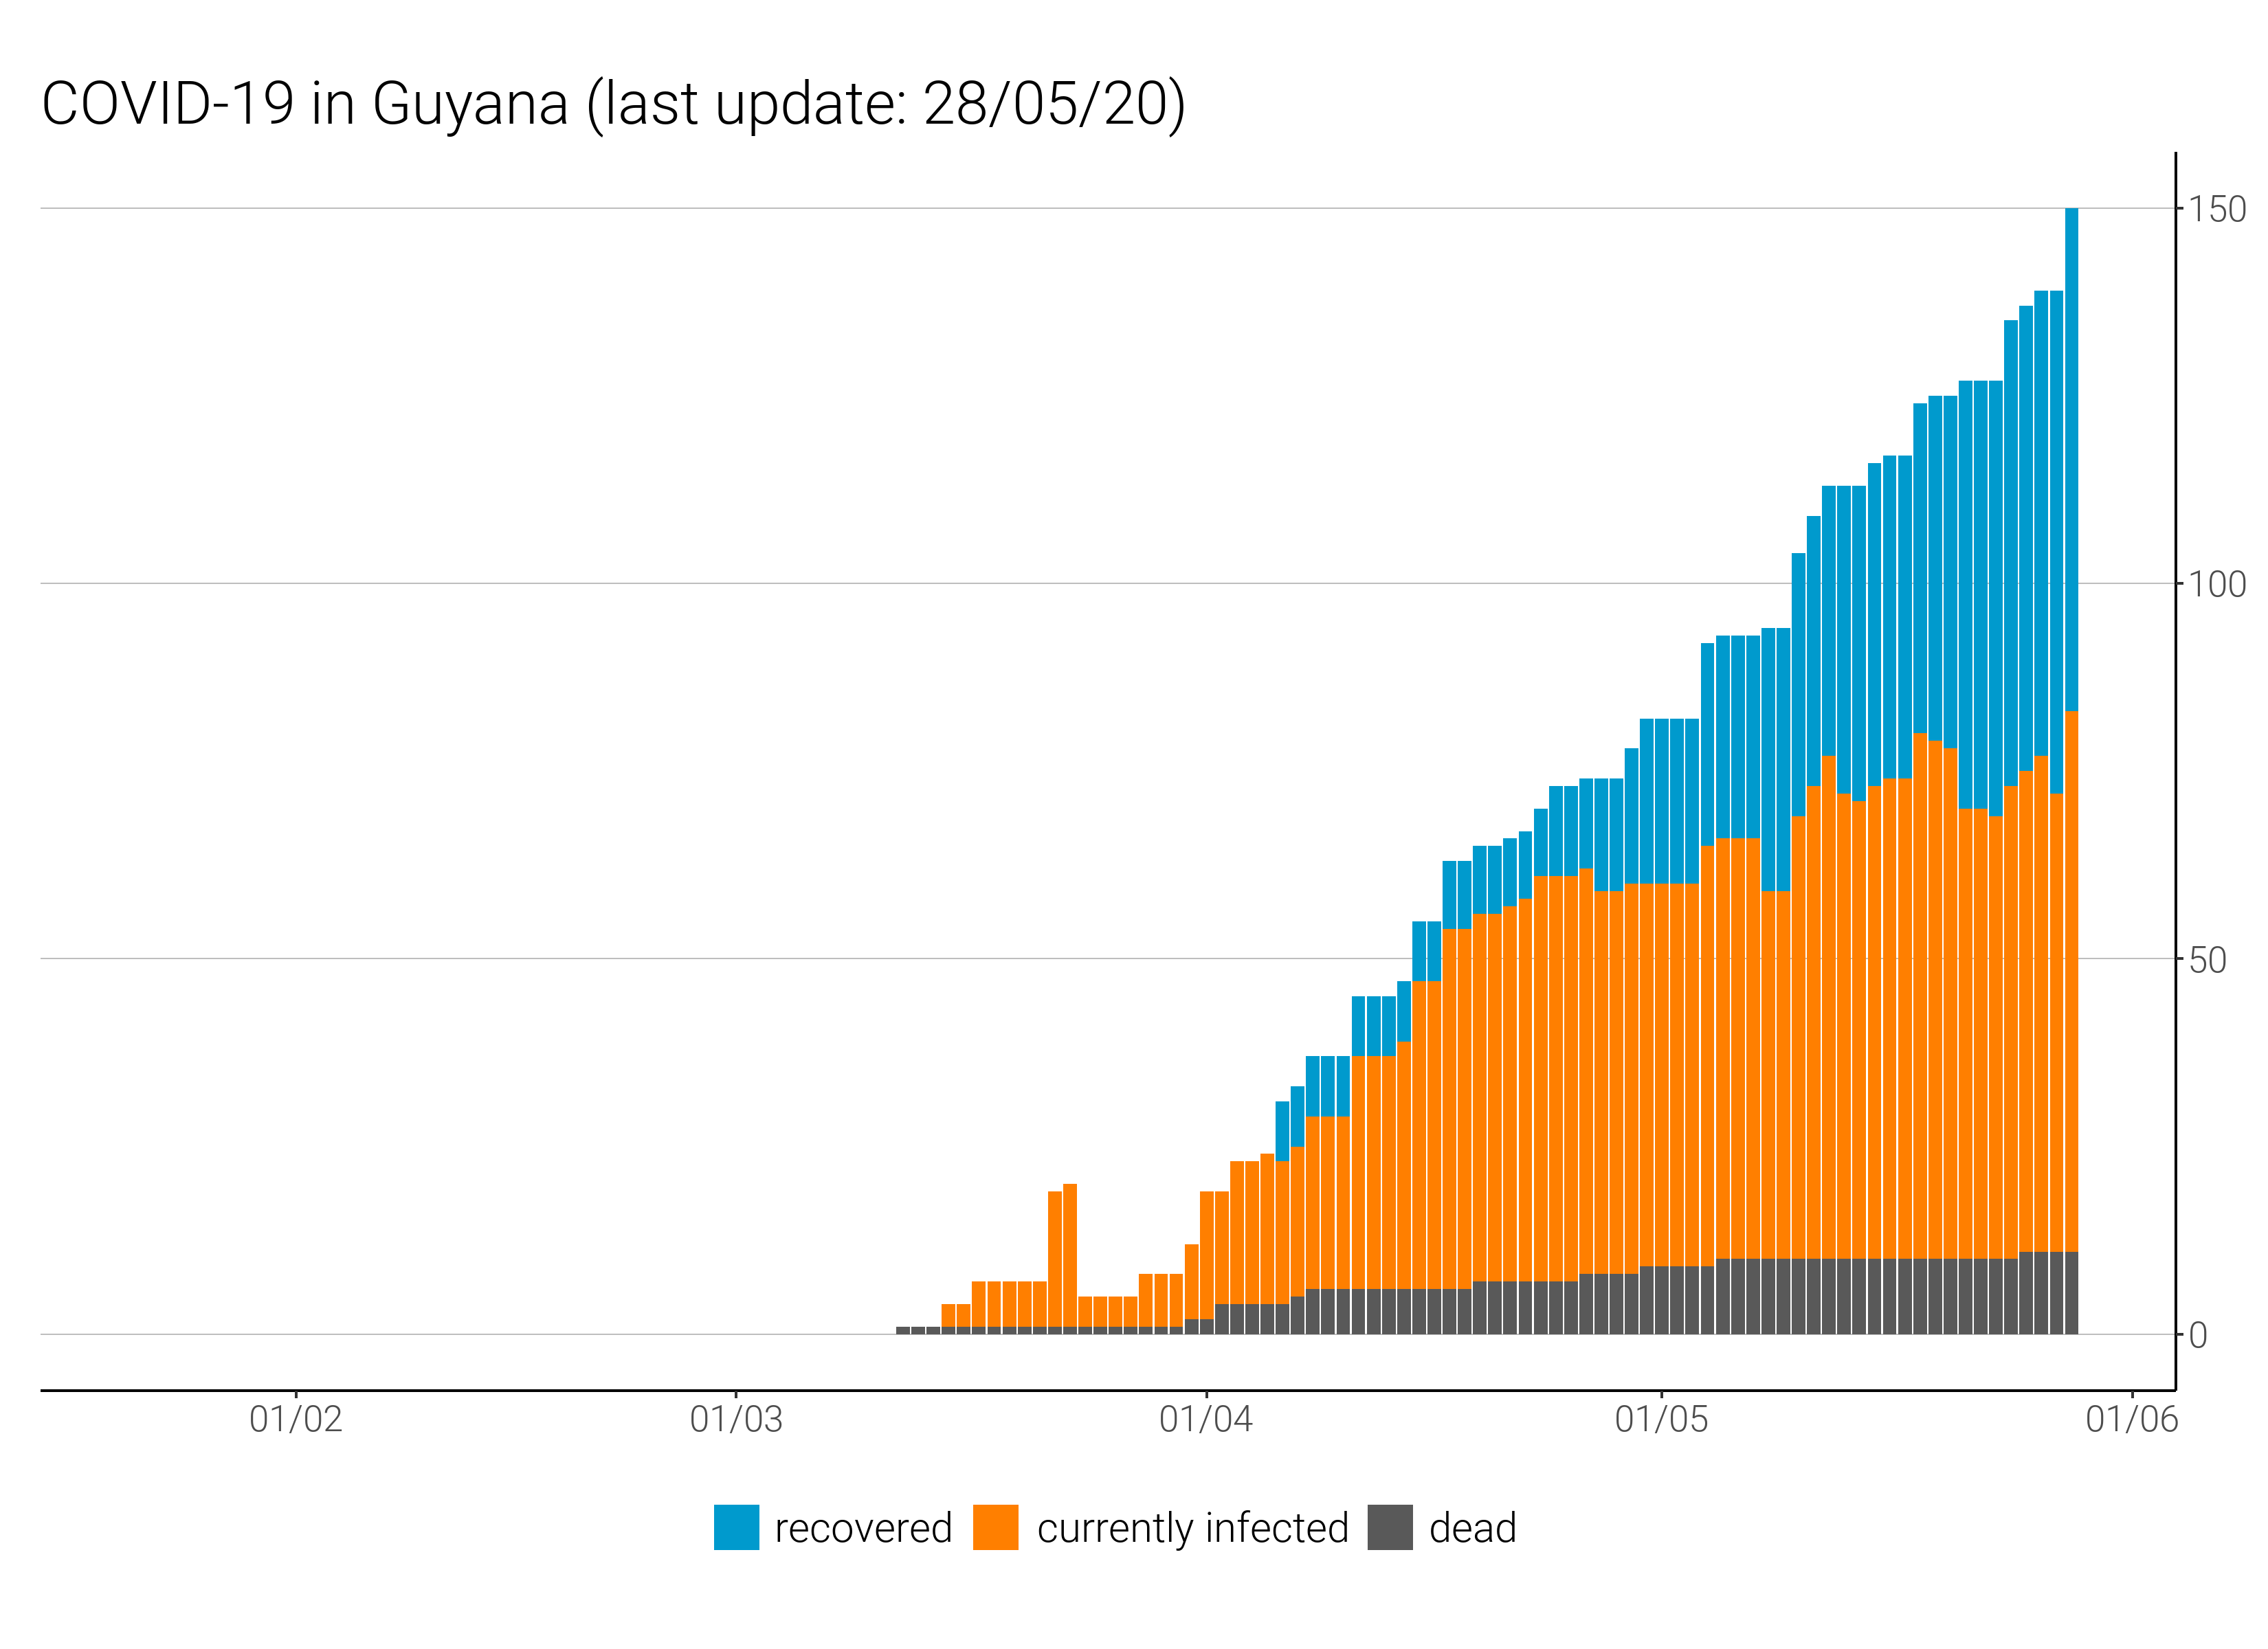 COVID-19 in Guyana (last update: 28/05/20)
150
100
50
0
01/02 01/03 01/04 01/05 01/06
recovered currently infected dead